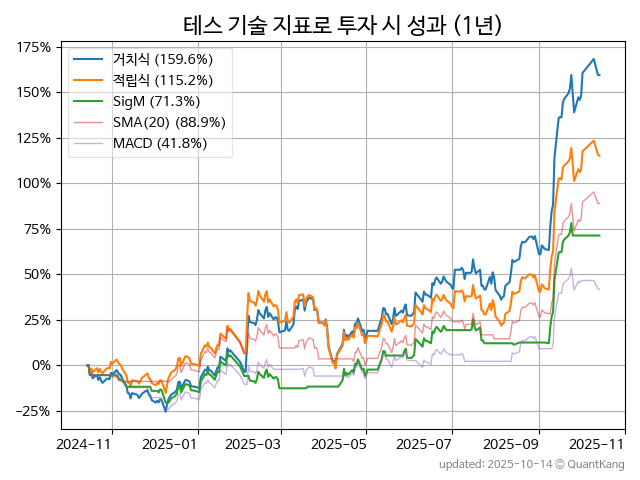 테스 기술 지표로 투자 시 성과 (1년)
175%
150%
125%
100%
75%
50%
25%
0%
−25%
거치식 (159.6%)
적립식 (115.2%)
SigM (71.3%)
SMA(20) (88.9%)
MACD (41.8%)
2024-11
2025-01
2025-03
2025-05
2025-07
2025-09
2025-11
updated: 2025-10-14 © QuantKang